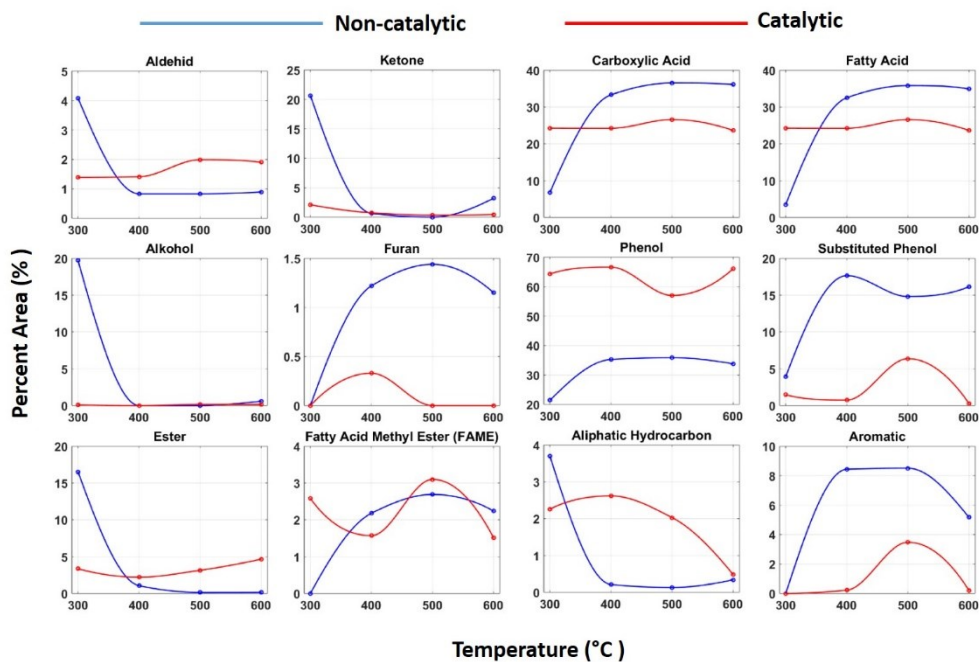 Non-catalytic Catalytic
Aldehid Ketone Carboxylic Acid Fatty Acid
5 25 40 40
4 20 30 30
3 15 20 20
2 10 10 10
1 5
0 0 0 0
300 400 500 600 300 400 500 600 300 400 500 600 300 400 500 600
Percent Area (%)
Alkohol Furan Phenol Substituted Phenol
20 1.5 70 20
15 1 60 15
10 0.5 50 10
5 40 5
0 0 30 0
20
300 400 500 600 300 400 500 600 300 400 500 600 300 400 500 600
Ester Fatty Acid Methyl Ester (FAME) Aliphatic Hydrocarbon Aromatic
20 4 4 8
15 3 3 6
10 2 2 4
5 1 1 2
0 0 0 0
300 400 500 600 300 400 500 600 300 400 500 600 300 400 500 600
Temperature (°C )